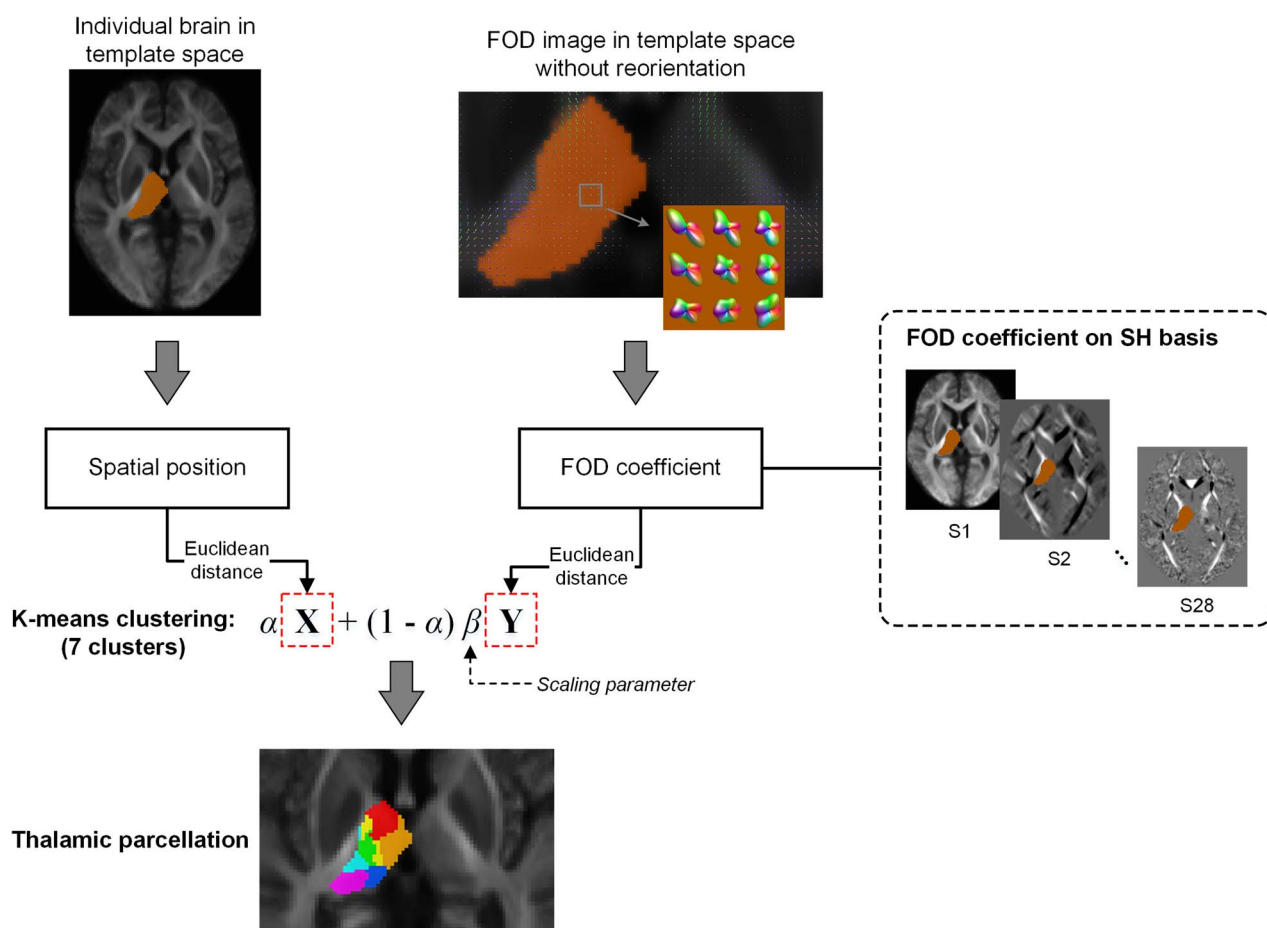 Individual brain in
template space
FOD image in template space
without reorientation
FOD coefficient on SH basis
S1
S2
S28
Spatial position
FOD coefficient
Euclidean
distance
Euclidean
distance
K-means clustering:
(7 clusters)
α X + (1 - α) β Y
Scaling parameter
Thalamic parcellation